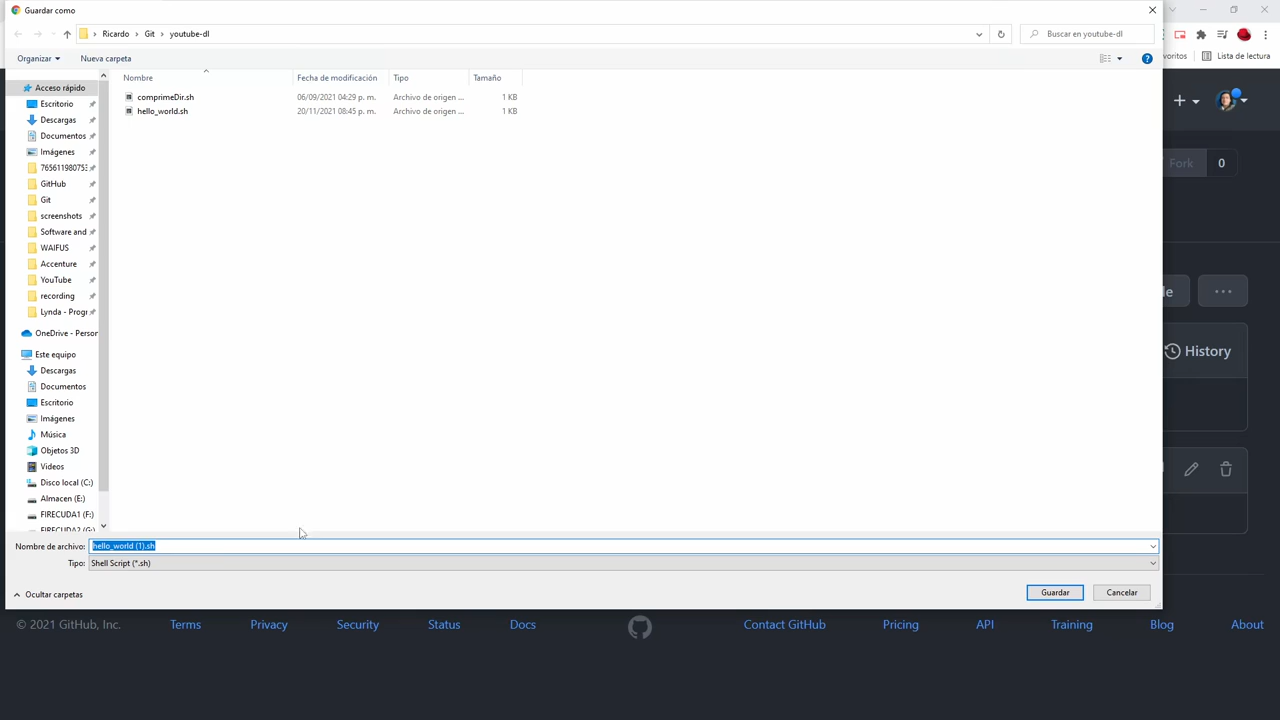 Guardar como
Ricardo > Git > youtube-dl
Buscar en youtube-dl
Organizar
Nueva carpeta
Nombre
Fecha de modificación
Tipo
Tamaño
comprimeDir.sh
06/09/2021 04:29 p. m.
Archivo de origen ...
1 KB
hello_world.sh
20/11/2021 08:45 p. m.
Archivo de origen ...
1 KB
Acceso rápido
Escritorio
Descargas
Documentos
Imágenes
GitHub
Git
screenshots
Software and
WAIFUS
Accenture
YouTube
recording
Lynda - Progr
OneDrive - Person
Este equipo
Descargas
Documentos
Escritorio
Imágenes
Música
Objetos 3D
Videos
Disco local (C:)
Almacen (E:)
FIRECUDA1 (F:)
FIRECUDA2 (G:)
Nombre de archivo:
hello_world (1).sh
Tipo:
Shell Script (*.sh)
Ocultar carpetas
Guardar
Cancelar
voritos
Lista de lectura
Fork
0
le
History
© 2021 GitHub, Inc.
Terms
Privacy
Security
Status
Docs
Contact GitHub
Pricing
API
Training
Blog
About